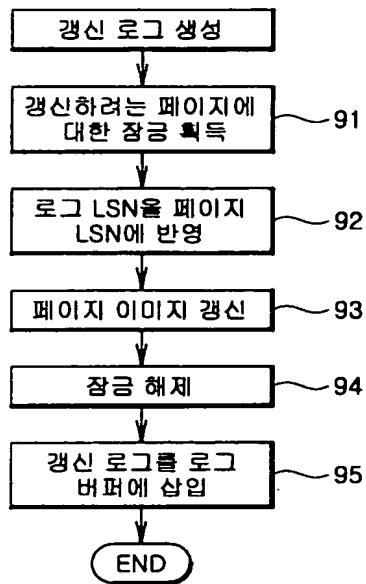 갱신 로그 생성
갱신하려는 페이지에
대한 잠금 획득
91
로그 LSN을 페이지
LSN에 반영
92
페이지 이미지 갱신
93
잠금 해제
94
갱신 로그를 로그
버퍼에 삽입
95
END